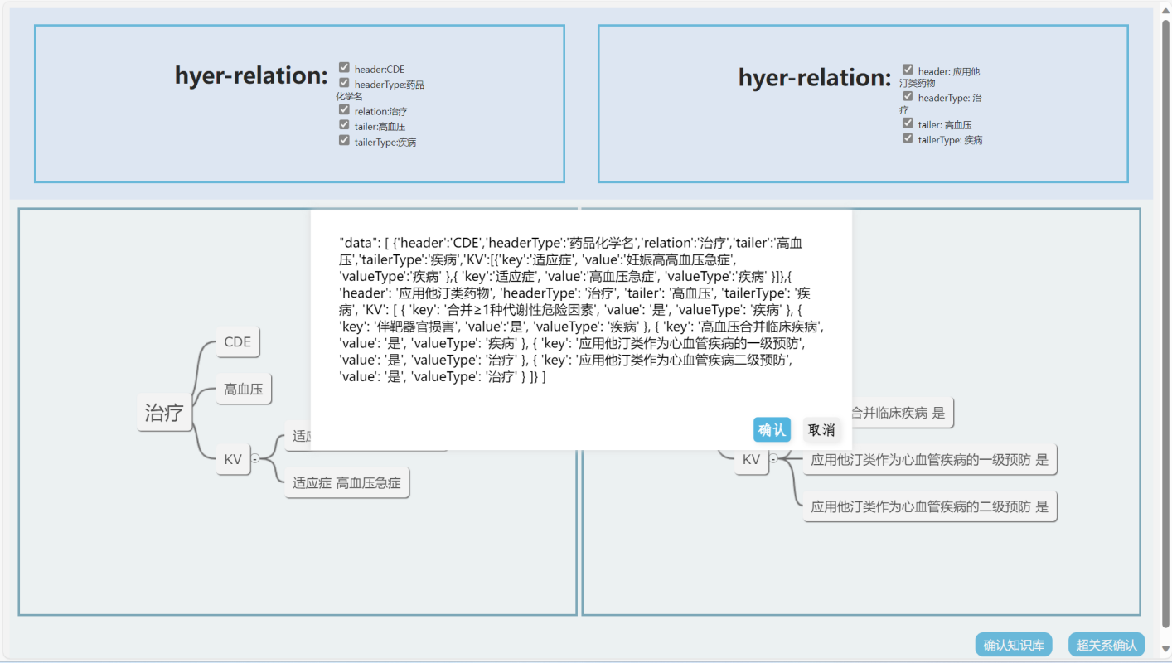 hyer-relation:
header:CDE
headerType:药品
化学名
relation:治疗
tailer:高血压
tailerType:疾病
hyer-relation:
header: 应用他
汀类药物
headerType: 治
疗
tailer: 高血压
tailerType: 疾病
"data": [ {'header':'CDE','headerType':'药品化学名','relation':'治疗','tailer':'高血
压','tailerType':'疾病','KV':[{'key':'适应症', 'value':'妊娠高高血压急症',
'valueType':'疾病' },{ 'key':'适应症', 'value':'高血压急症', 'valueType':'疾病' }]},{
'header': '应用他汀类药物', 'headerType': '治疗', 'tailer': '高血压', 'tailerType': '疾
病', 'KV': [ { 'key': '合并≥1种代谢性危险因素', 'value': '是', 'valueType': '疾病' }, {
'key': '伴靶器官损害', 'value':'是', 'valueType': '疾病' }, { 'key': '高血压合并临床疾病',
'value': '是', 'valueType': '疾病' }, { 'key': '应用他汀类作为心血管疾病的一级预防',
'value': '是', 'valueType': '治疗' }, { 'key': '应用他汀类作为心血管疾病二级预防',
'value': '是', 'valueType': '治疗' } ]} ]
确认
取消
CDE
高血压
治疗
KV
适应
适应症 高血压急症
合并临床疾病 是
KV
应用他汀类作为心血管疾病的一级预防 是
应用他汀类作为心血管疾病的二级预防 是
确认知识库
超关系确认